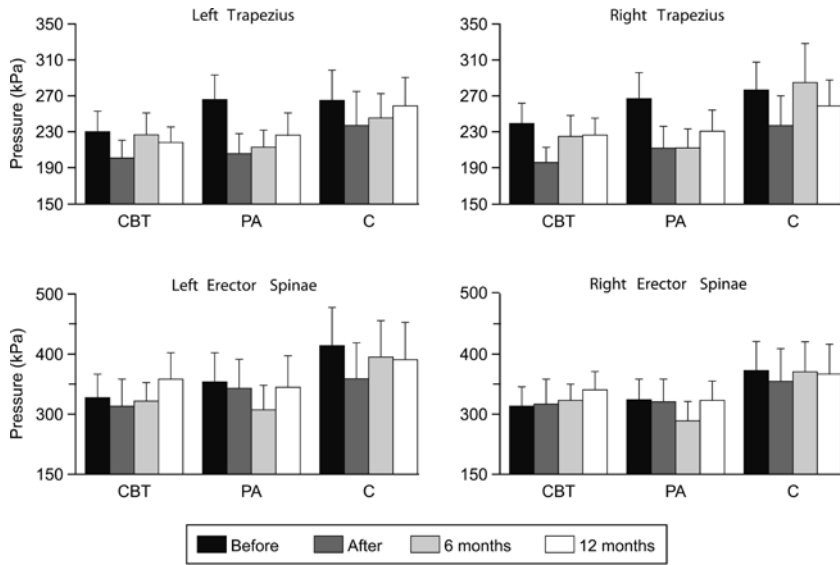 Left Trapezius
Right Trapezius
Pressure (kPa)
350
310
270
230
190
150
CBT
PA
C
350
310
270
230
190
150
CBT
PA
C
Left Erector Spinae
Right Erector Spinae
Pressure (kPa)
500
400
300
150
CBT
PA
C
500
400
300
150
CBT
PA
C
Before
After
6 months
12 months